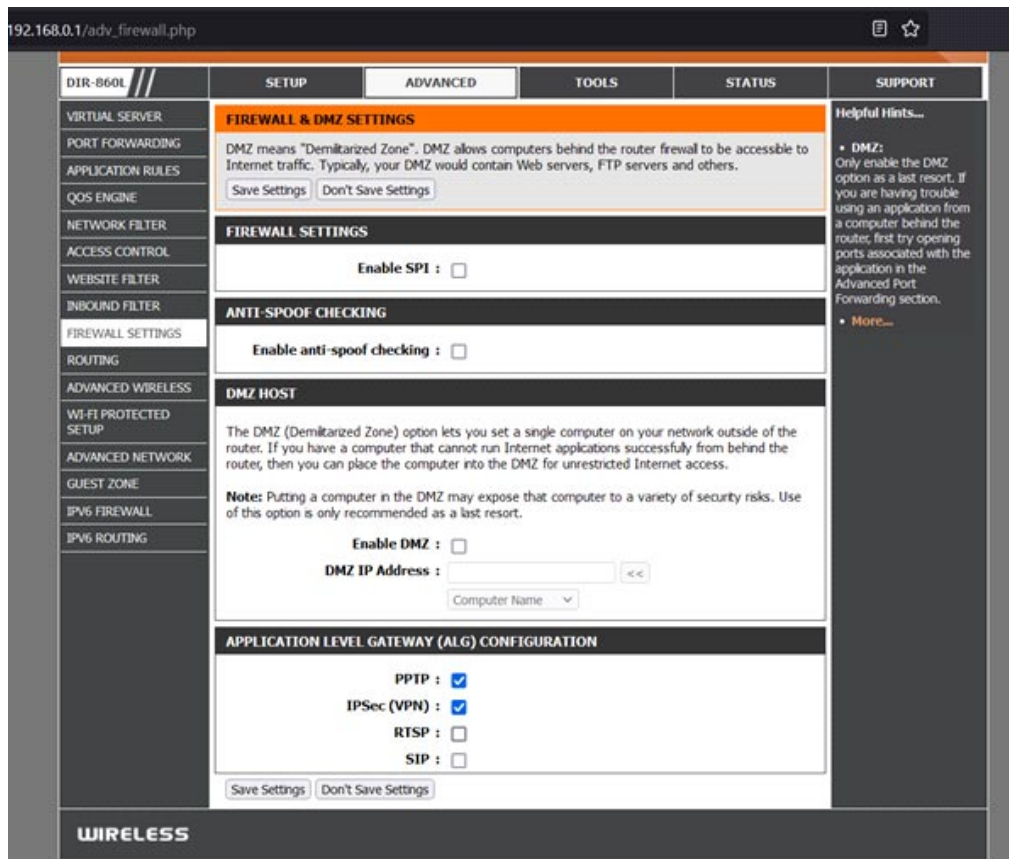 192.168.0.1/adv_firewall.php
DIR-860L
SETUP
ADVANCED
TOOLS
STATUS
SUPPORT
VIRTUAL SERVER
PORT FORWARDING
APPLICATION RULES
QOS ENGINE
NETWORK FILTER
ACCESS CONTROL
WEBSITE FILTER
INBOUND FILTER
FIREWALL SETTINGS
ROUTING
ADVANCED WIRELESS
WI-FI PROTECTED
SETUP
ADVANCED NETWORK
GUEST ZONE
IPV6 FIREWALL
IPV6 ROUTING
FIREWALL & DMZ SETTINGS
DMZ means "Demilitarized Zone". DMZ allows computers behind the router firewall to be accessible to
Internet traffic. Typically, your DMZ would contain Web servers, FTP servers and others.
Save Settings Don't Save Settings
FIREWALL SETTINGS
Enable SPI :
ANTI-SPOOF CHECKING
Enable anti-spoof checking :
DMZ HOST
The DMZ (Demilitarized Zone) option lets you set a single computer on your network outside of the
router. If you have a computer that cannot run Internet applications successfully from behind the
router, then you can place the computer into the DMZ for unrestricted Internet access.
Note: Putting a computer in the DMZ may expose that computer to a variety of security risks. Use
of this option is only recommended as a last resort.
Enable DMZ :
DMZ IP Address : <<
Computer Name
APPLICATION LEVEL GATEWAY (ALG) CONFIGURATION
PPTP :
IPSec (VPN) :
RTSP :
SIP :
Save Settings Don't Save Settings
Helpful Hints...
• DMZ:
Only enable the DMZ
option as a last resort. If
you are having trouble
using an application from
a computer behind the
router, first try opening
ports associated with the
application in the
Advanced Port
Forwarding section.
• More...
WIRELESS